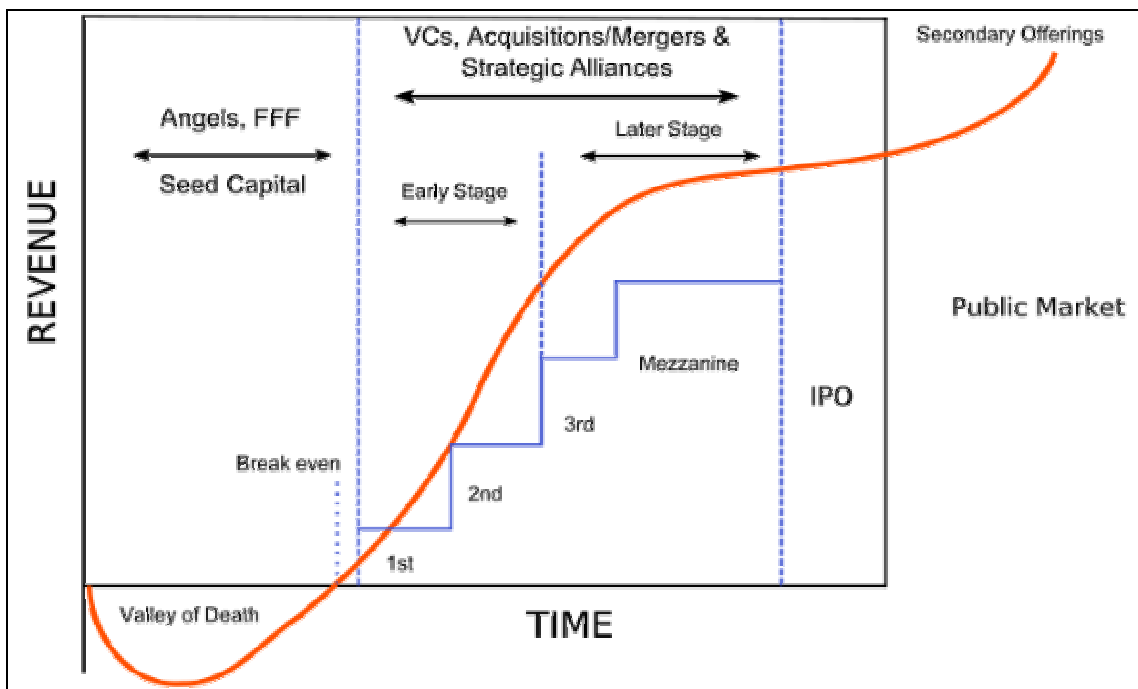 VCs, Acquisitions/Mergers &
Strategic Alliances
Secondary Offerings
Angels, FFF
Seed Capital
Later Stage
Early Stage
REVENUE
Public Market
Mezzanine
IPO
3rd
Break even
2nd
1st
Valley of Death
TIME